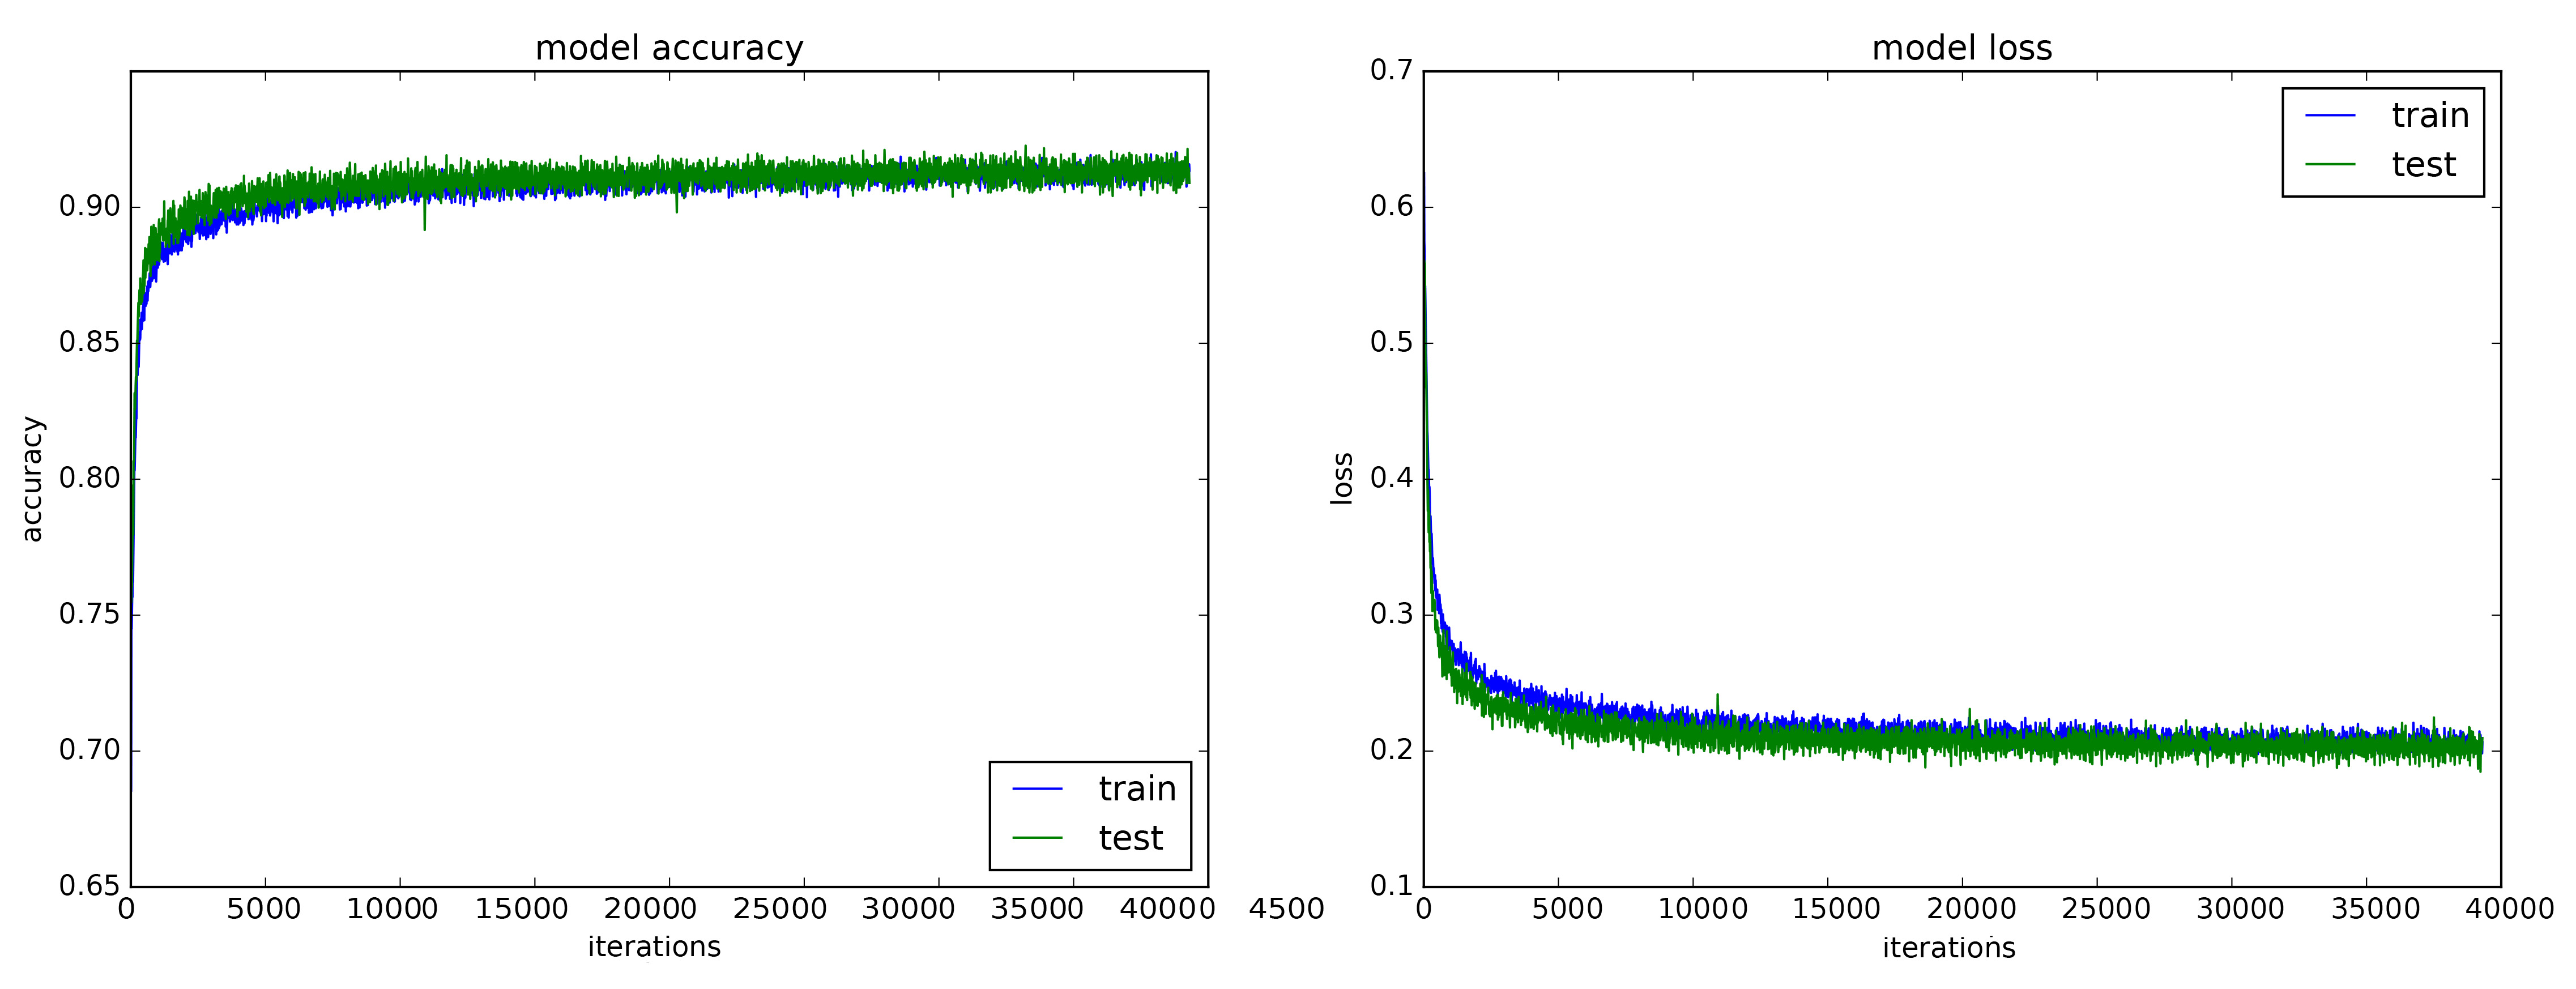 model accuracy
0.90
0.85
0.80
0.75
0.70
0.65
accuracy
train
test
0 5000 10000 15000 20000 25000 30000 35000 40000 4500
iterations
model loss
0.7
0.6
0.5
0.4
0.3
0.2
0.1
loss
train
test
0 5000 10000 15000 20000 25000 30000 35000 40000
iterations